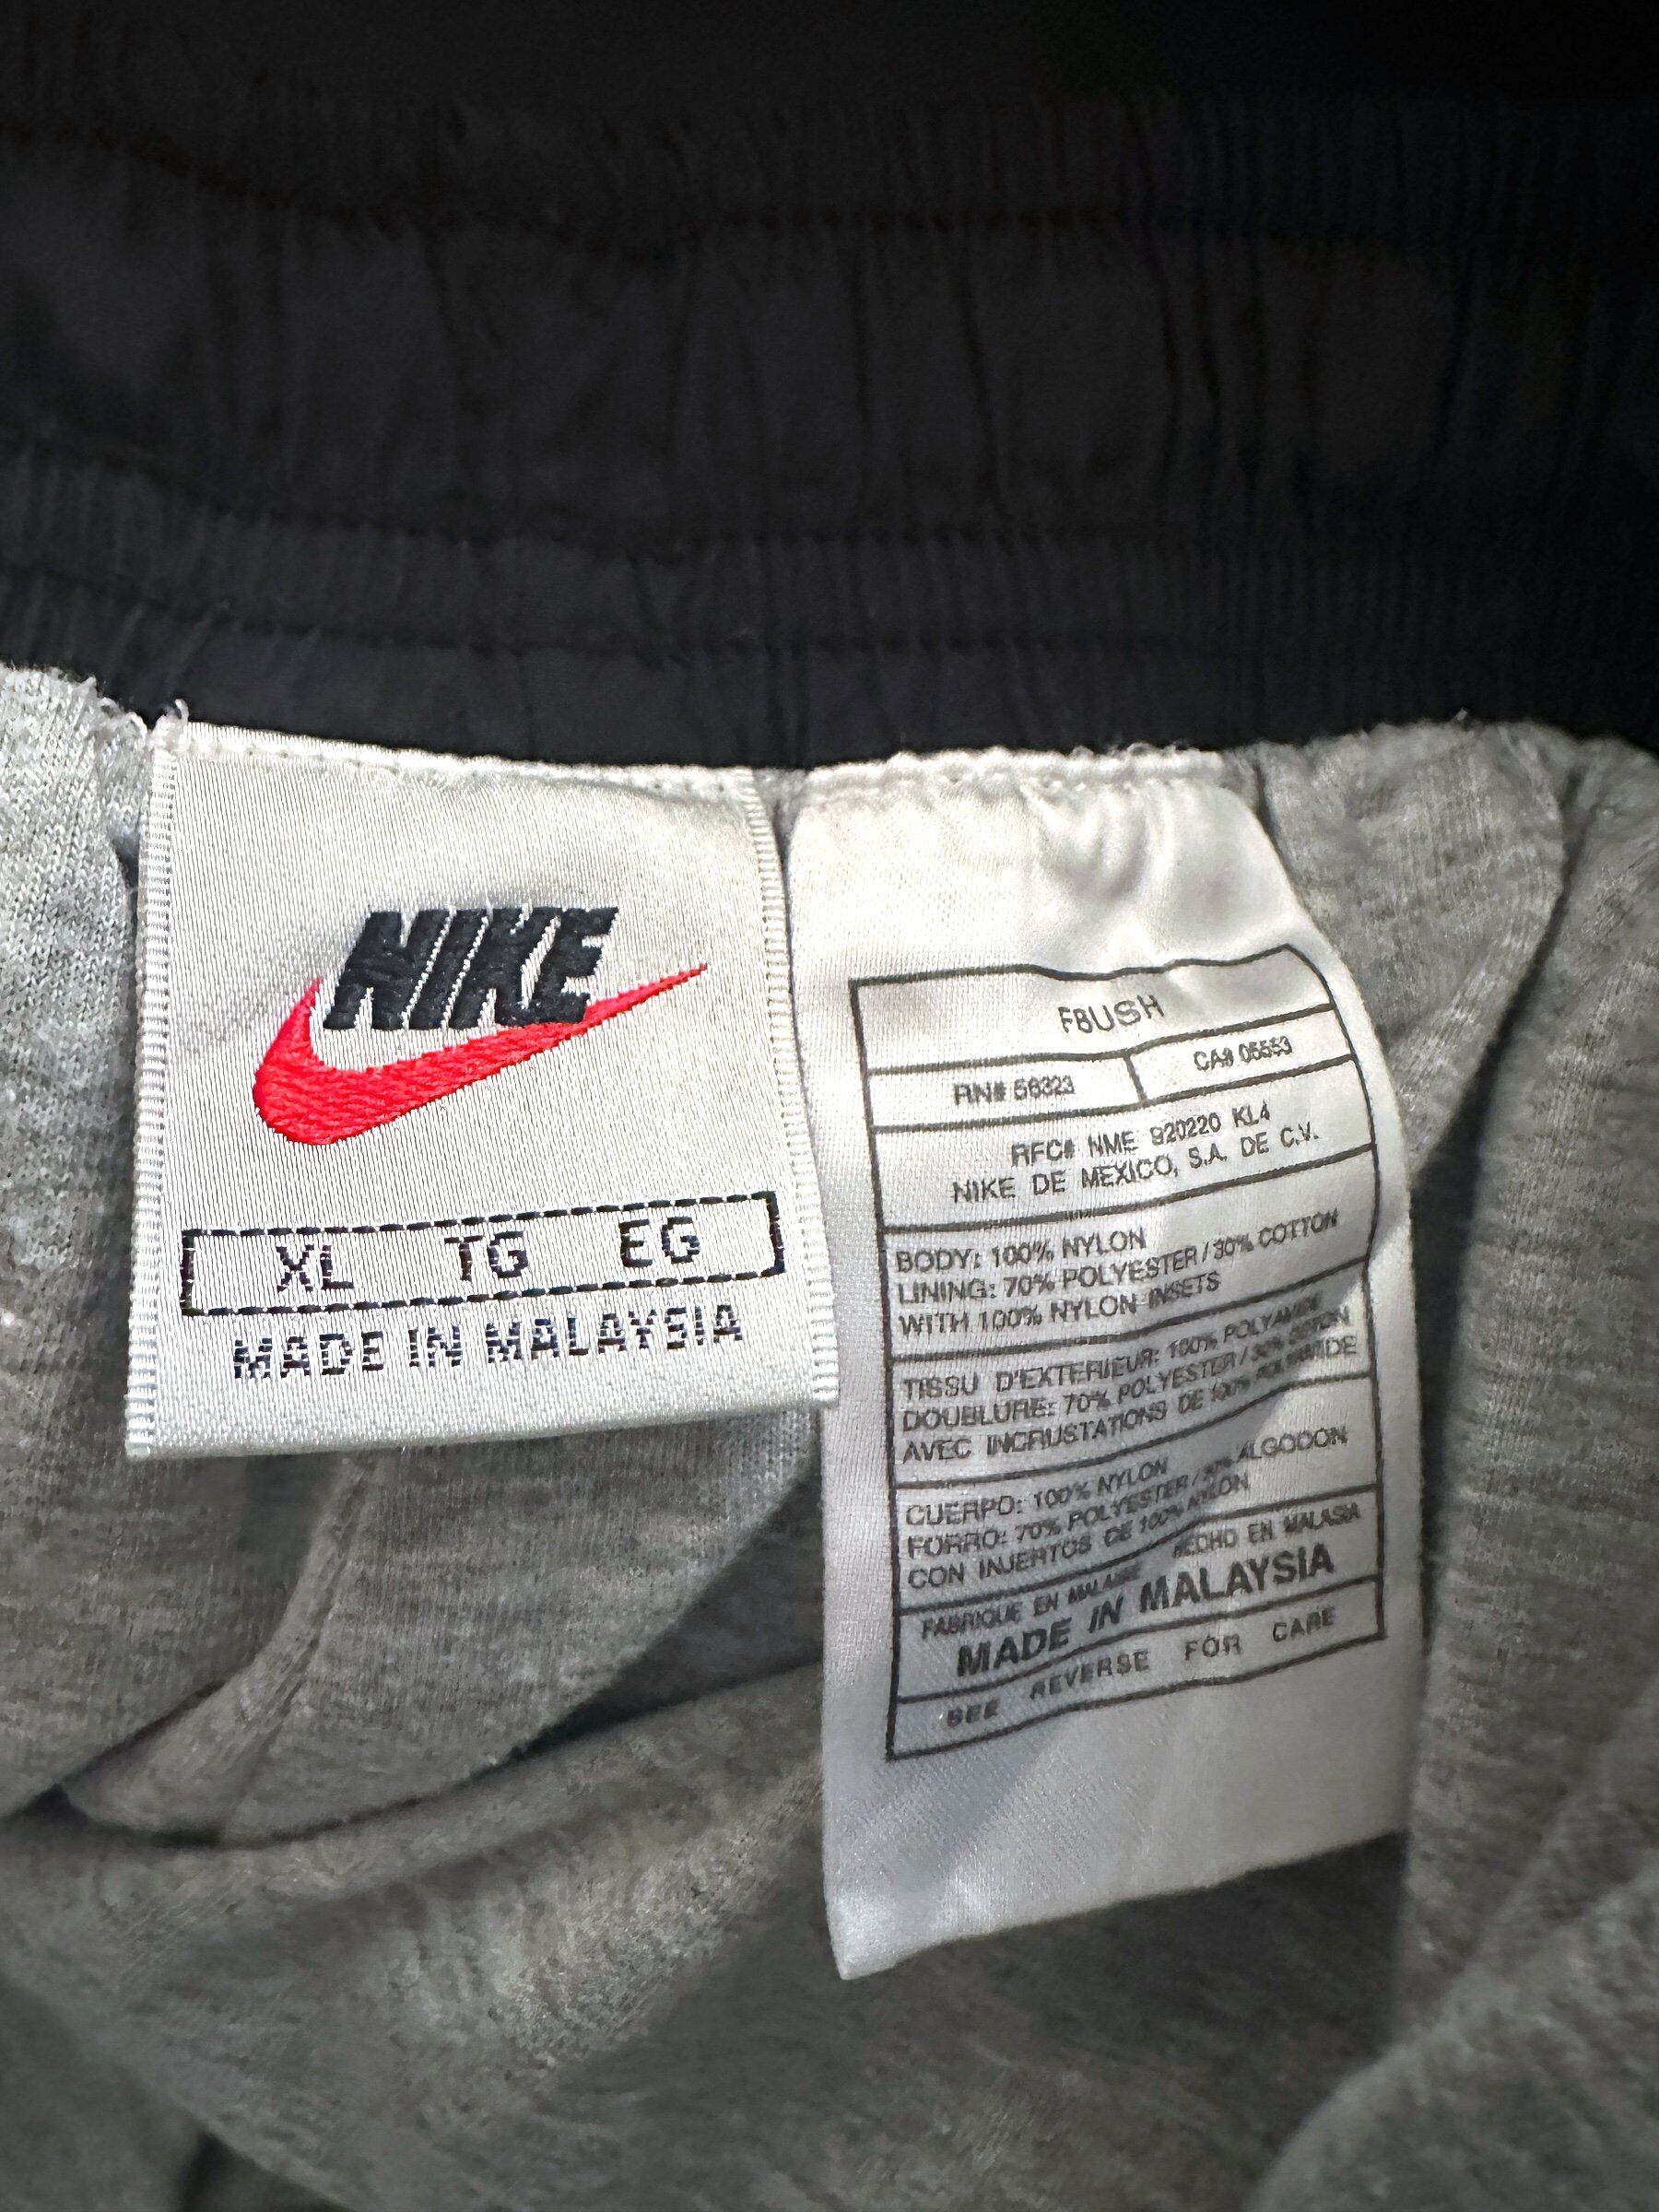 NIKE
XL TG EG
MADE IN MALAYSIA
FBUSH
RN# 56323 CA# 05553
RFC# NME 920220 KL4
NIKE DE MEXICO, S.A. DE C.V.
BODY: 100% NYLON
LINING: 70% POLYESTER / 30% COTTON
WITH 100% NYLON INSETS
TISSU D'EXTERIEUR: 100% POLYAMIDE
DOUBLURE: 70% POLYESTER / 30% COTON
AVEC INCRUSTATIONS DE 100% POLYAMIDE
CUERPO: 100% NYLON
FORRO: 70% POLYESTER / 30% ALGODON
CON INJERTOS DE 100% NYLON
FABRIQUE EN MALAISIE HECHO EN MALASIA
MADE IN MALAYSIA
SEE REVERSE FOR CARE